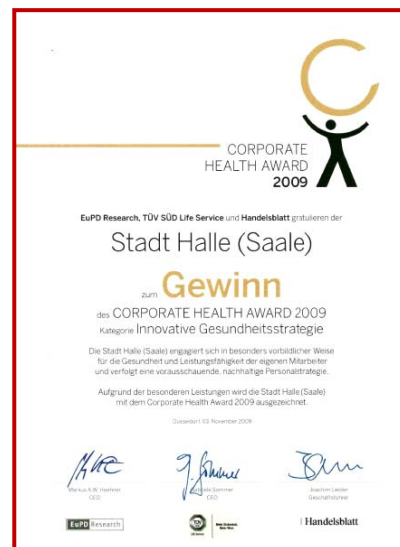 CORPORATE
HEALTH AWARD
2009
EuPD Research, TÜV SÜD Life Service und Handelsblatt gratulieren der
Stadt Halle (Saale)
zum Gewinn
des CORPORATE HEALTH AWARD 2009
Kategorie Innovative Gesundheitsstrategie
Die Stadt Halle (Saale) engagiert sich in besonders vorbildlicher Weise
für die Gesundheit und Leistungsfähigkeit der eigenen Mitarbeiter
und verfolgt eine vorausschauende, nachhaltige Personalstrategie.
Aufgrund der besonderen Leistungen wird die Stadt Halle (Saale)
mit dem Corporate Health Award 2009 ausgezeichnet.
Düsseldorf, 03. November 2009
Markus A.W. Hoehner
Sommer
Joachim
CEO
CEO
Geschäftsführer
EuPD Research
Handelsblatt